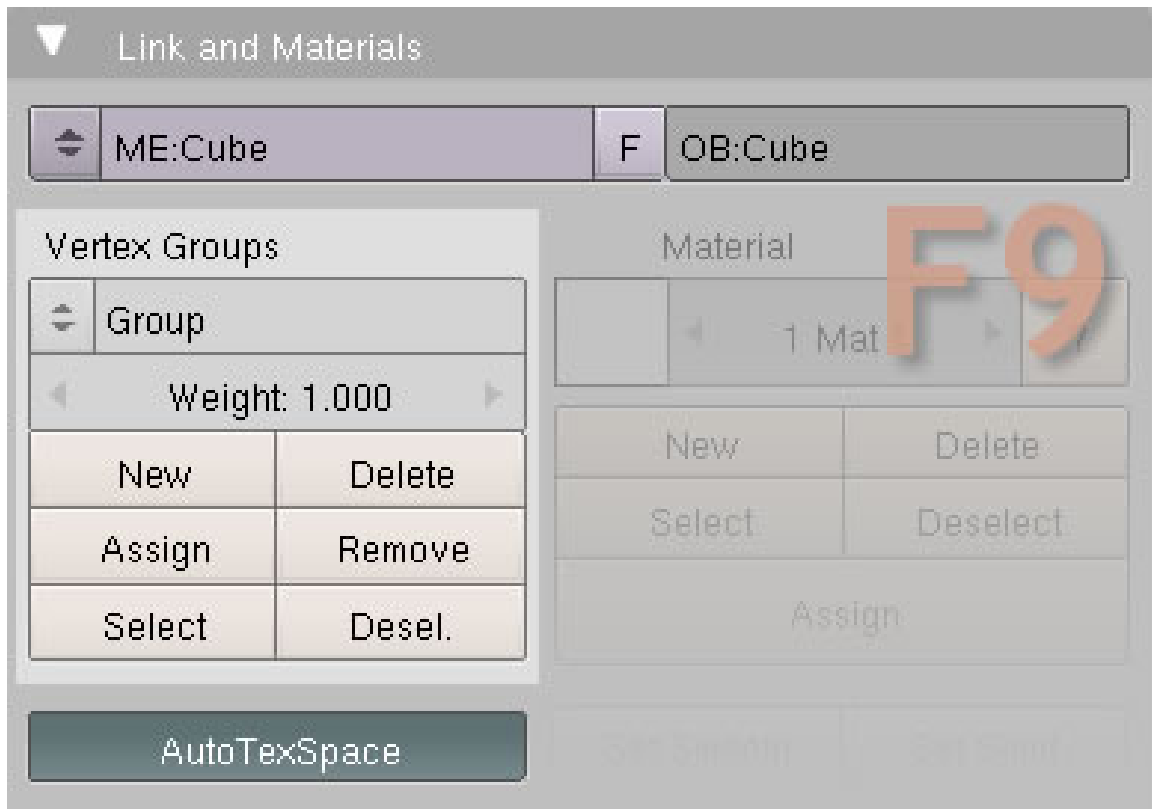 Link and Materials
ME:Cube F OB:Cube
Vertex Groups
Group
Weight: 1.000
New Delete
Assign Remove
Select Desel.
AutoTexSpace
Material
F9
1 Mat
New Delete
Select Deselect
Assign